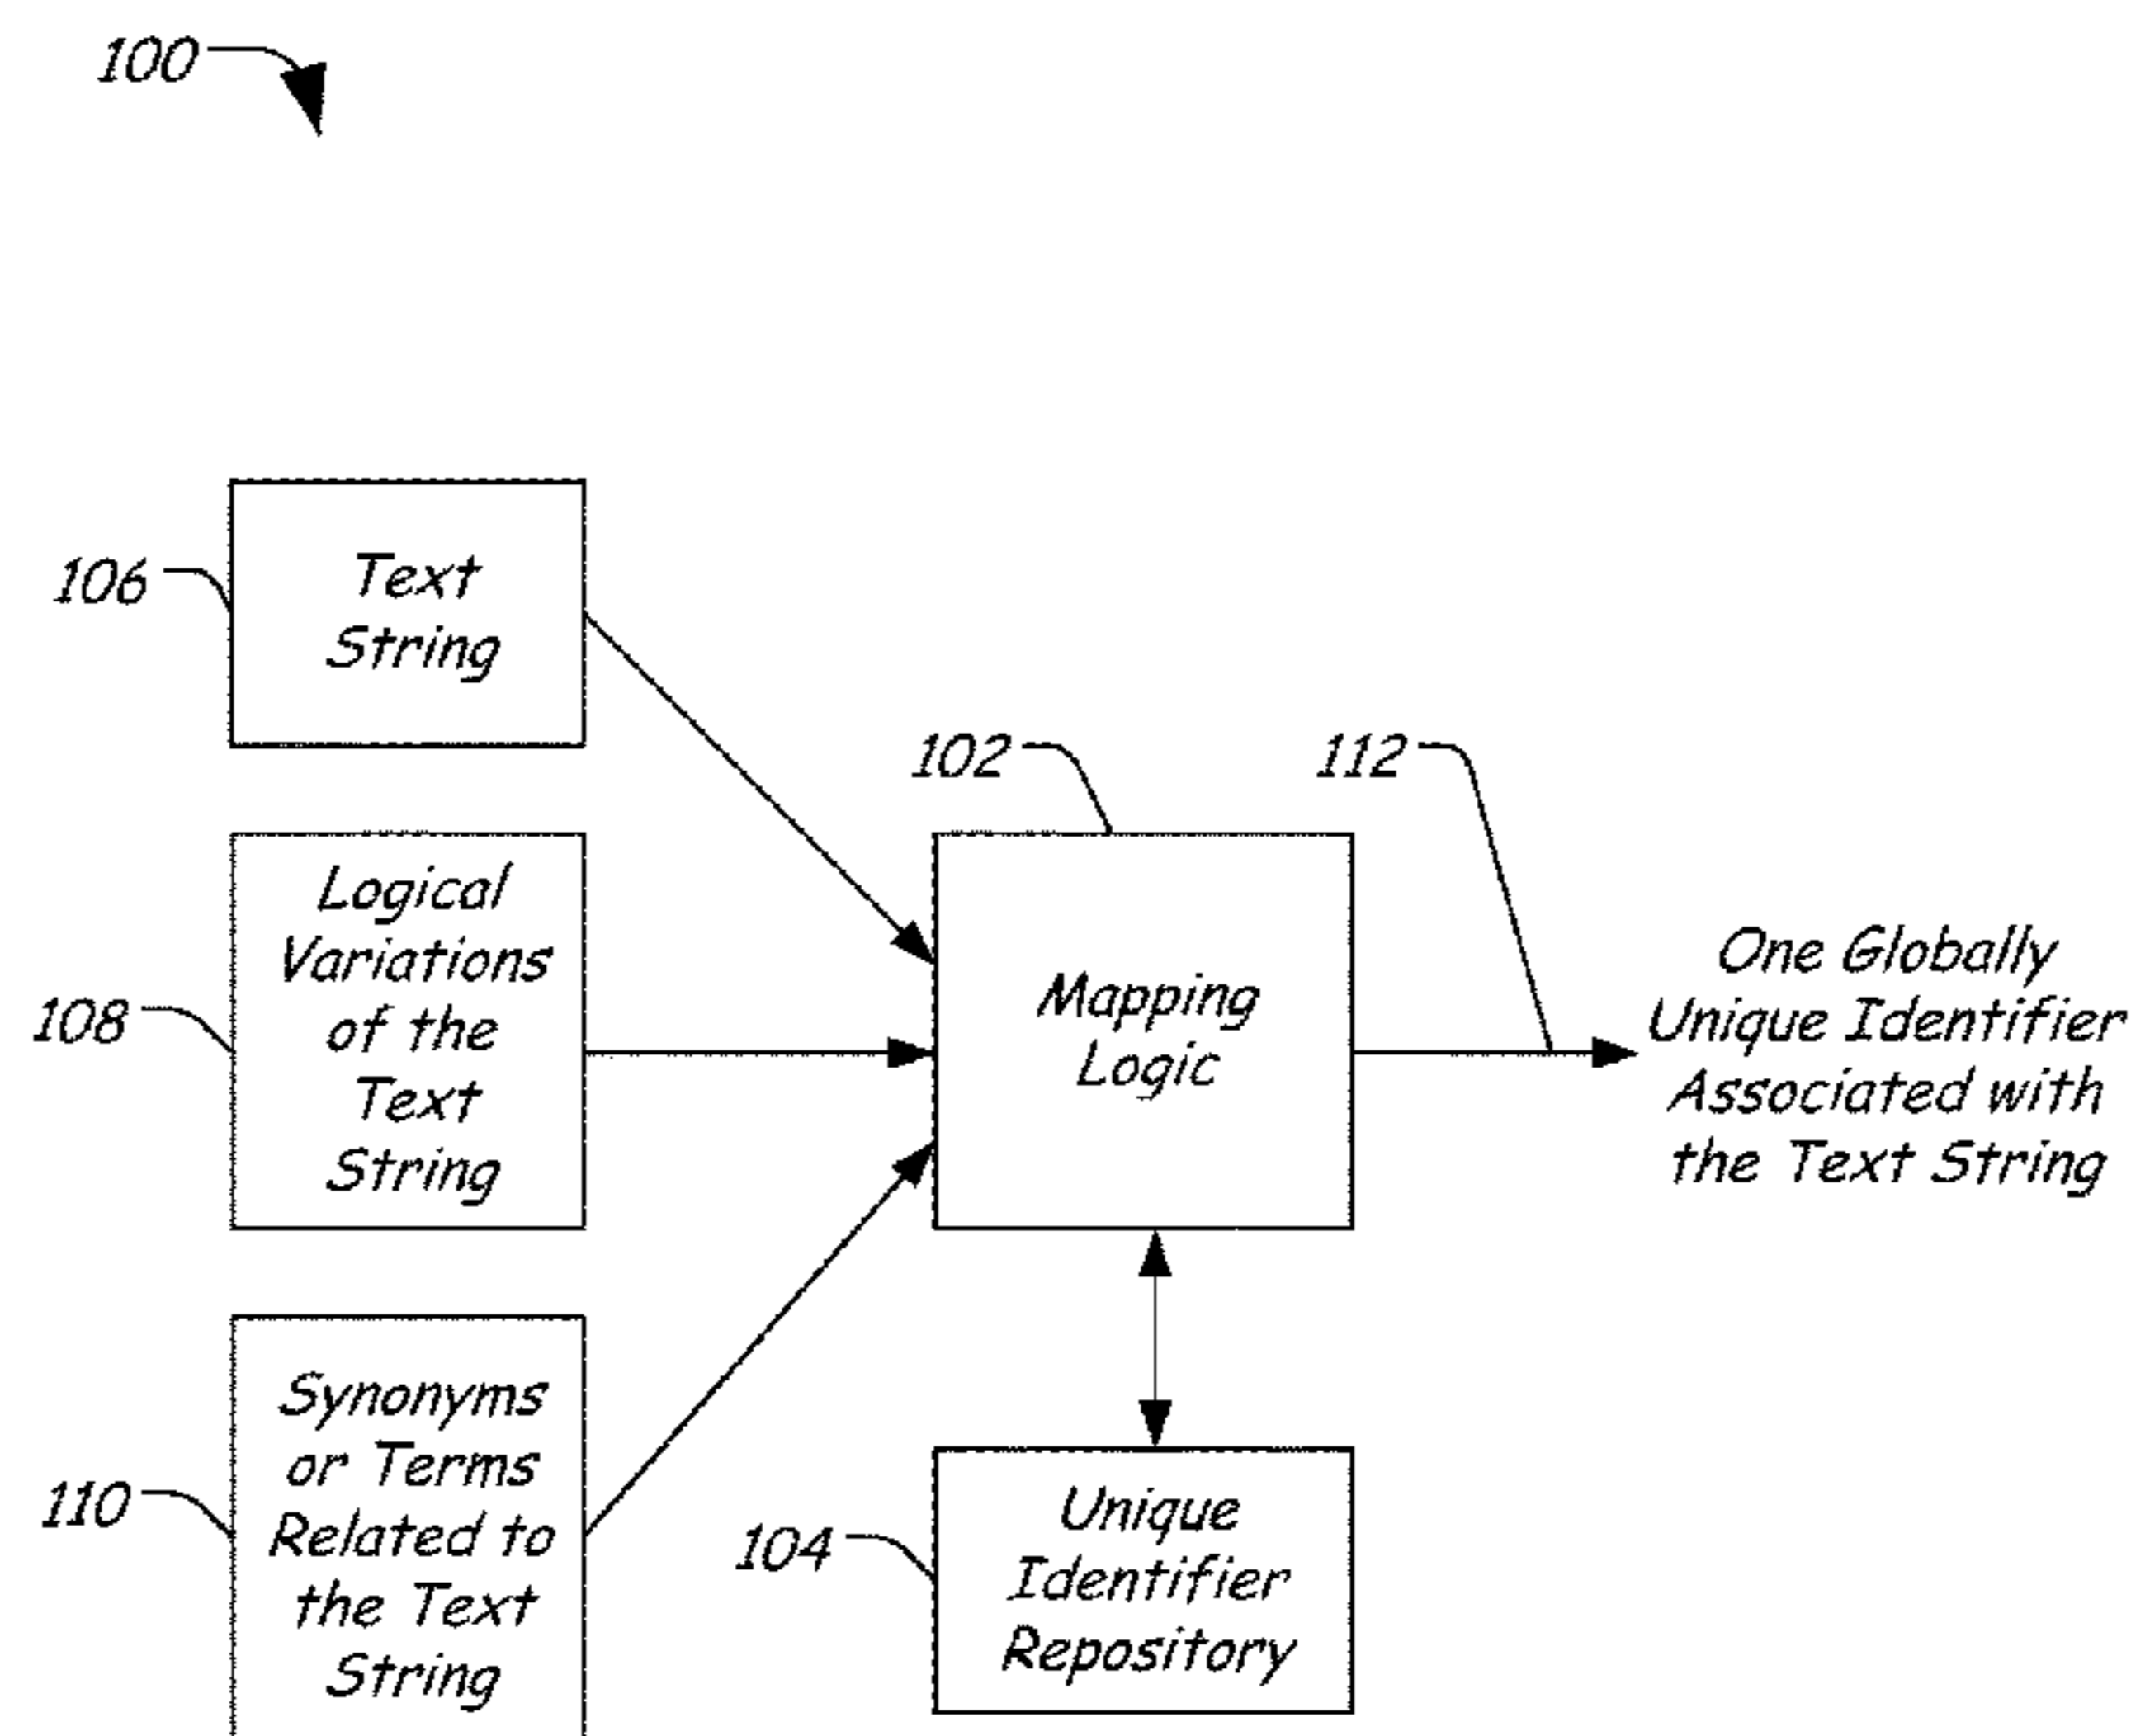 100
106
Text
String
108
Logical
Variations
of the
Text
String
110
Synonyms
or Terms
Related to
the Text
String
102
Mapping
Logic
104
Unique
Identifier
Repository
112
One Globally
Unique Identifier
Associated with
the Text String